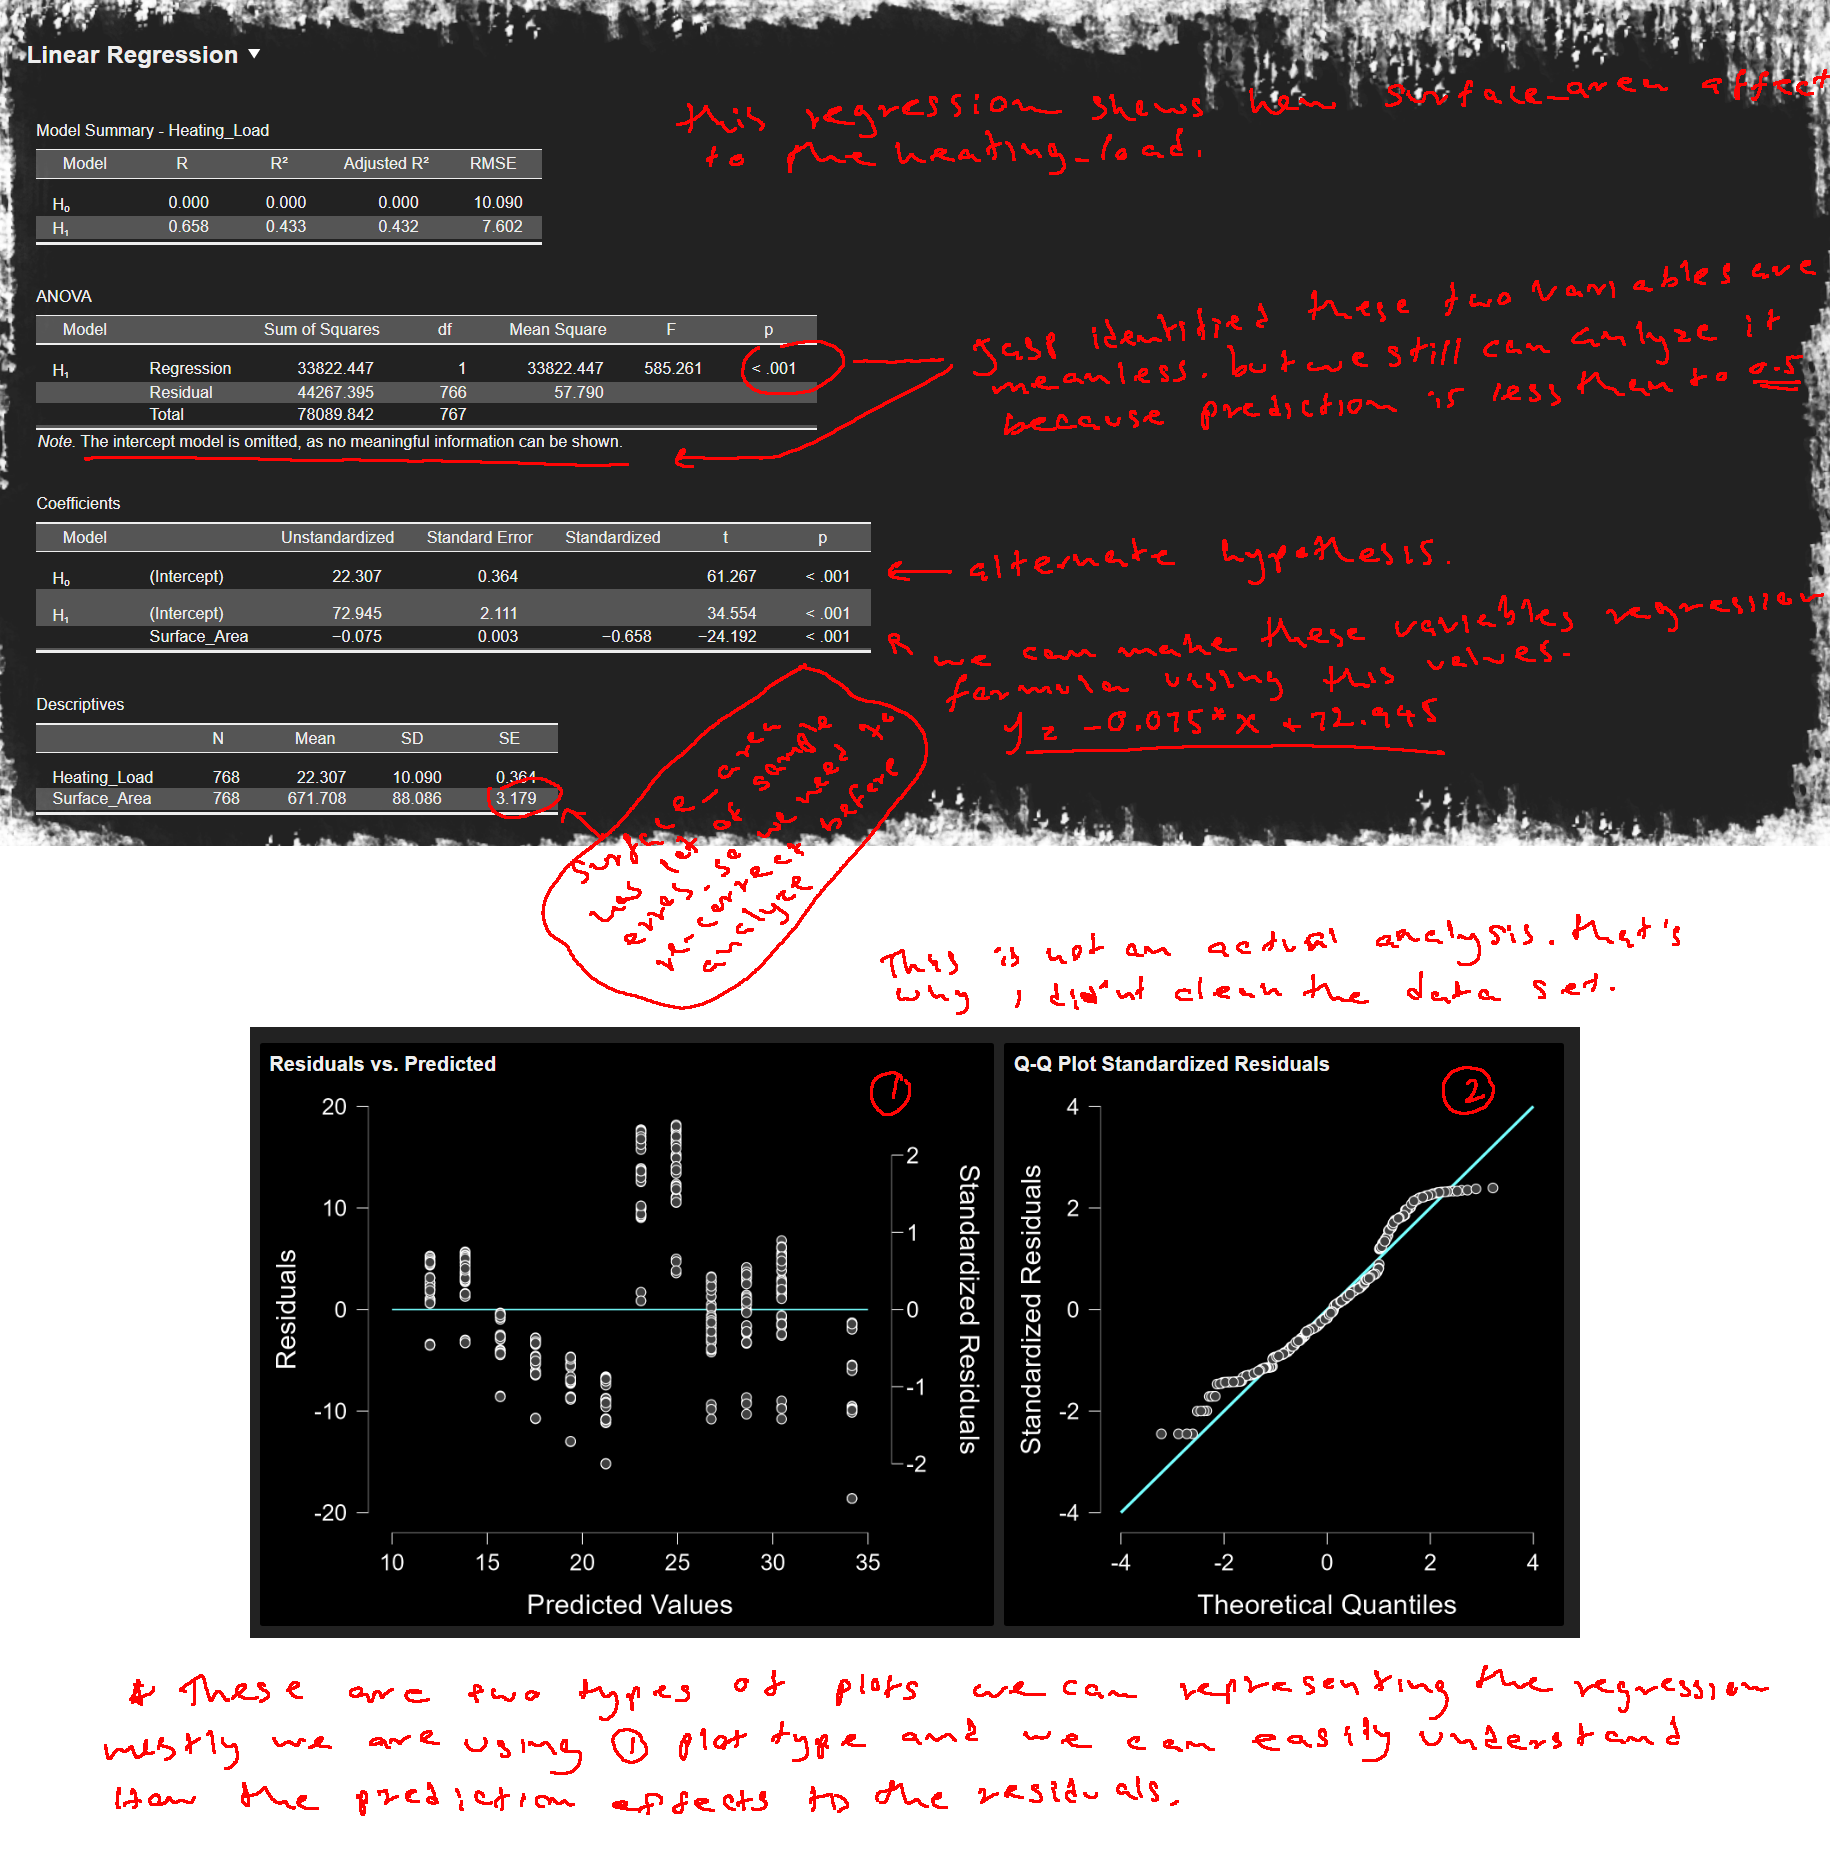 Linear Regression ▼
this regression shews hew surface_area affect
to the heating_load.
Model Summary - Heating_Load
Model R R² Adjusted R² RMSE
H₀ 0.000 0.000 0.000 10.090
H₁ 0.658 0.433 0.432 7.602
ANOVA
Model Sum of Squares df Mean Square F p
H₁ Regression 33822.447 1 33822.447 585.261 < .001
Residual 44267.395 766 57.790
Total 78089.842 767
Note. The intercept model is omitted, as no meaningful information can be shown.
Jasp identified these two variables are
meanless. but we still can anlyze it
because prediction is less then to 0.5
Coefficients
Model Unstandardized Standard Error Standardized t p
H₀ (Intercept) 22.307 0.364 61.267 < .001
H₁ (Intercept) 72.945 2.111 34.554 < .001
Surface_Area −0.075 0.003 −0.658 −24.192 < .001
alternate hypothesis.
we can make these variables regression
formula using this values.
y = -0.075* x + 72.945
Descriptives
N Mean SD SE
Heating_Load 768 22.307 10.090 0.364
Surface_Area 768 671.708 88.086 3.179
surface_area
has lot of sample
erres. so we need to
re-correct before
analyze
This is not an actual analysis. that's
why i didn't clean the data set.
Residuals vs. Predicted
1
20
10
0
-10
-20
Residuals
2
1
0
-1
-2
Standardized Residuals
10 15 20 25 30 35
Predicted Values
Q-Q Plot Standardized Residuals
2
4
2
0
-2
-4
Standardized Residuals
-4 -2 0 2 4
Theoretical Quantiles
* These are two types of plots we can representing the regression
mestly we are using ① plot type and we can easily understand
How the prediction effects to the residuals.